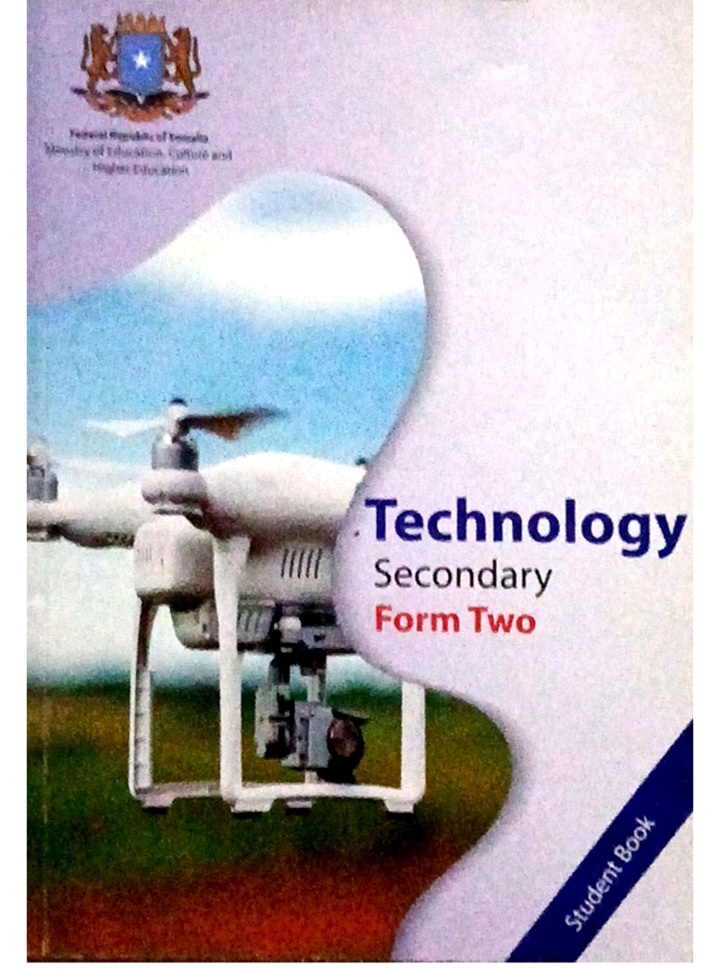 Federal Republic of Somalia
Ministry of Education, Culture and
Higher Education
Technology
Secondary
Form Two
Student Book